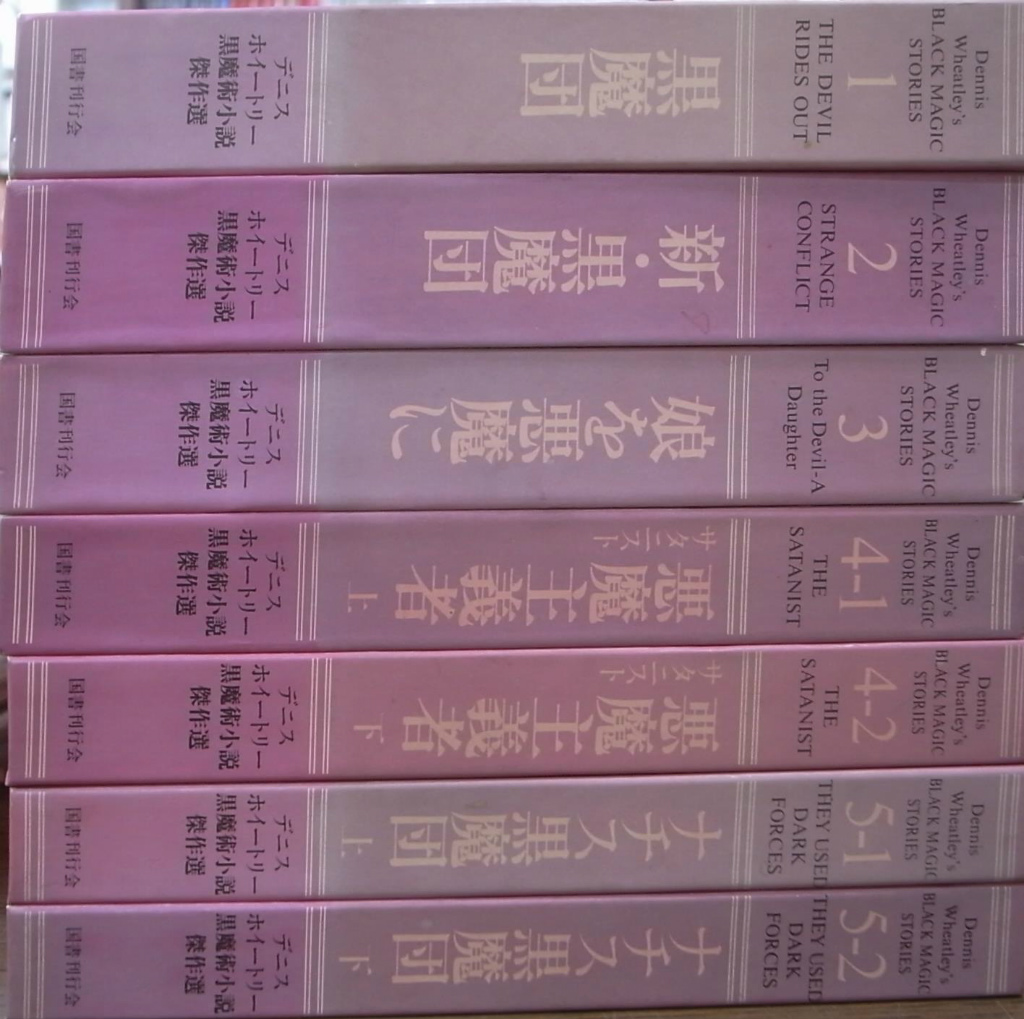 Dennis
Wheatley's
BLACK MAGIC
STORIES
1
THE DEVIL
RIDES OUT
黒魔団
デニス
ホイートリー
黒魔術小説
傑作選
国書刊行会
Dennis
Wheatley's
BLACK MAGIC
STORIES
2
STRANGE
CONFLICT
新・黒魔団
デニス
ホイートリー
黒魔術小説
傑作選
国書刊行会
Dennis
Wheatley's
BLACK MAGIC
STORIES
3
To the Devil-A
Daughter
娘を悪魔に
デニス
ホイートリー
黒魔術小説
傑作選
国書刊行会
Dennis
Wheatley's
BLACK MAGIC
STORIES
4-1
THE
SATANIST
サタニスト
悪魔主義者 上
デニス
ホイートリー
黒魔術小説
傑作選
国書刊行会
Dennis
Wheatley's
BLACK MAGIC
STORIES
4-2
THE
SATANIST
サタニスト
悪魔主義者 下
デニス
ホイートリー
黒魔術小説
傑作選
国書刊行会
Dennis
Wheatley's
BLACK MAGIC
STORIES
5-1
THEY USED
DARK
FORCES
ナチス黒魔団 上
デニス
ホイートリー
黒魔術小説
傑作選
国書刊行会
Dennis
Wheatley's
BLACK MAGIC
STORIES
5-2
THEY USED
DARK
FORCES
ナチス黒魔団 下
デニス
ホイートリー
黒魔術小説
傑作選
国書刊行会